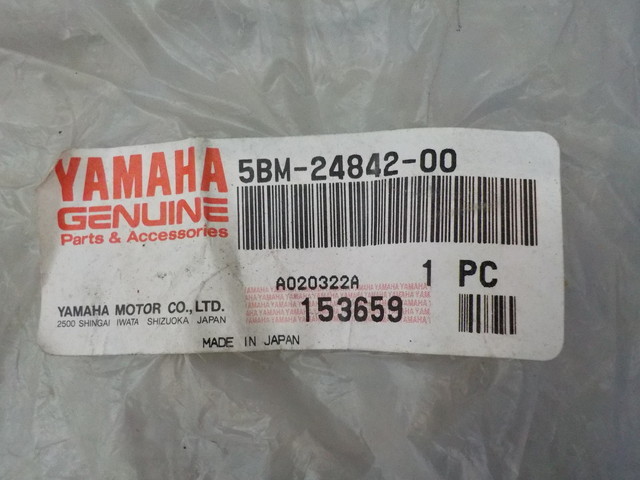 YAMAHA
GENUINE
Parts & Accessories
5BM-24842-00
A020322A
1 PC
153659
YAMAHA MOTOR CO.,LTD.
2500 SHINGAI IWATA SHIZUOKA JAPAN
MADE IN JAPAN